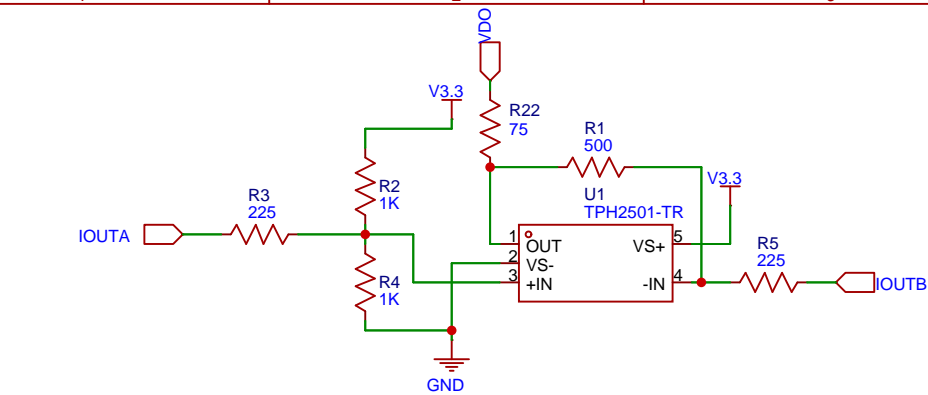 VDO
V3.3
R22
75
R1
500
V3.3
U1
TPH2501-TR
R2
1K
R3
225
IOUTA
1
OUT
VS+
5
2
VS-
3
+IN
-IN
4
R5
225
IOUTB
R4
1K
GND